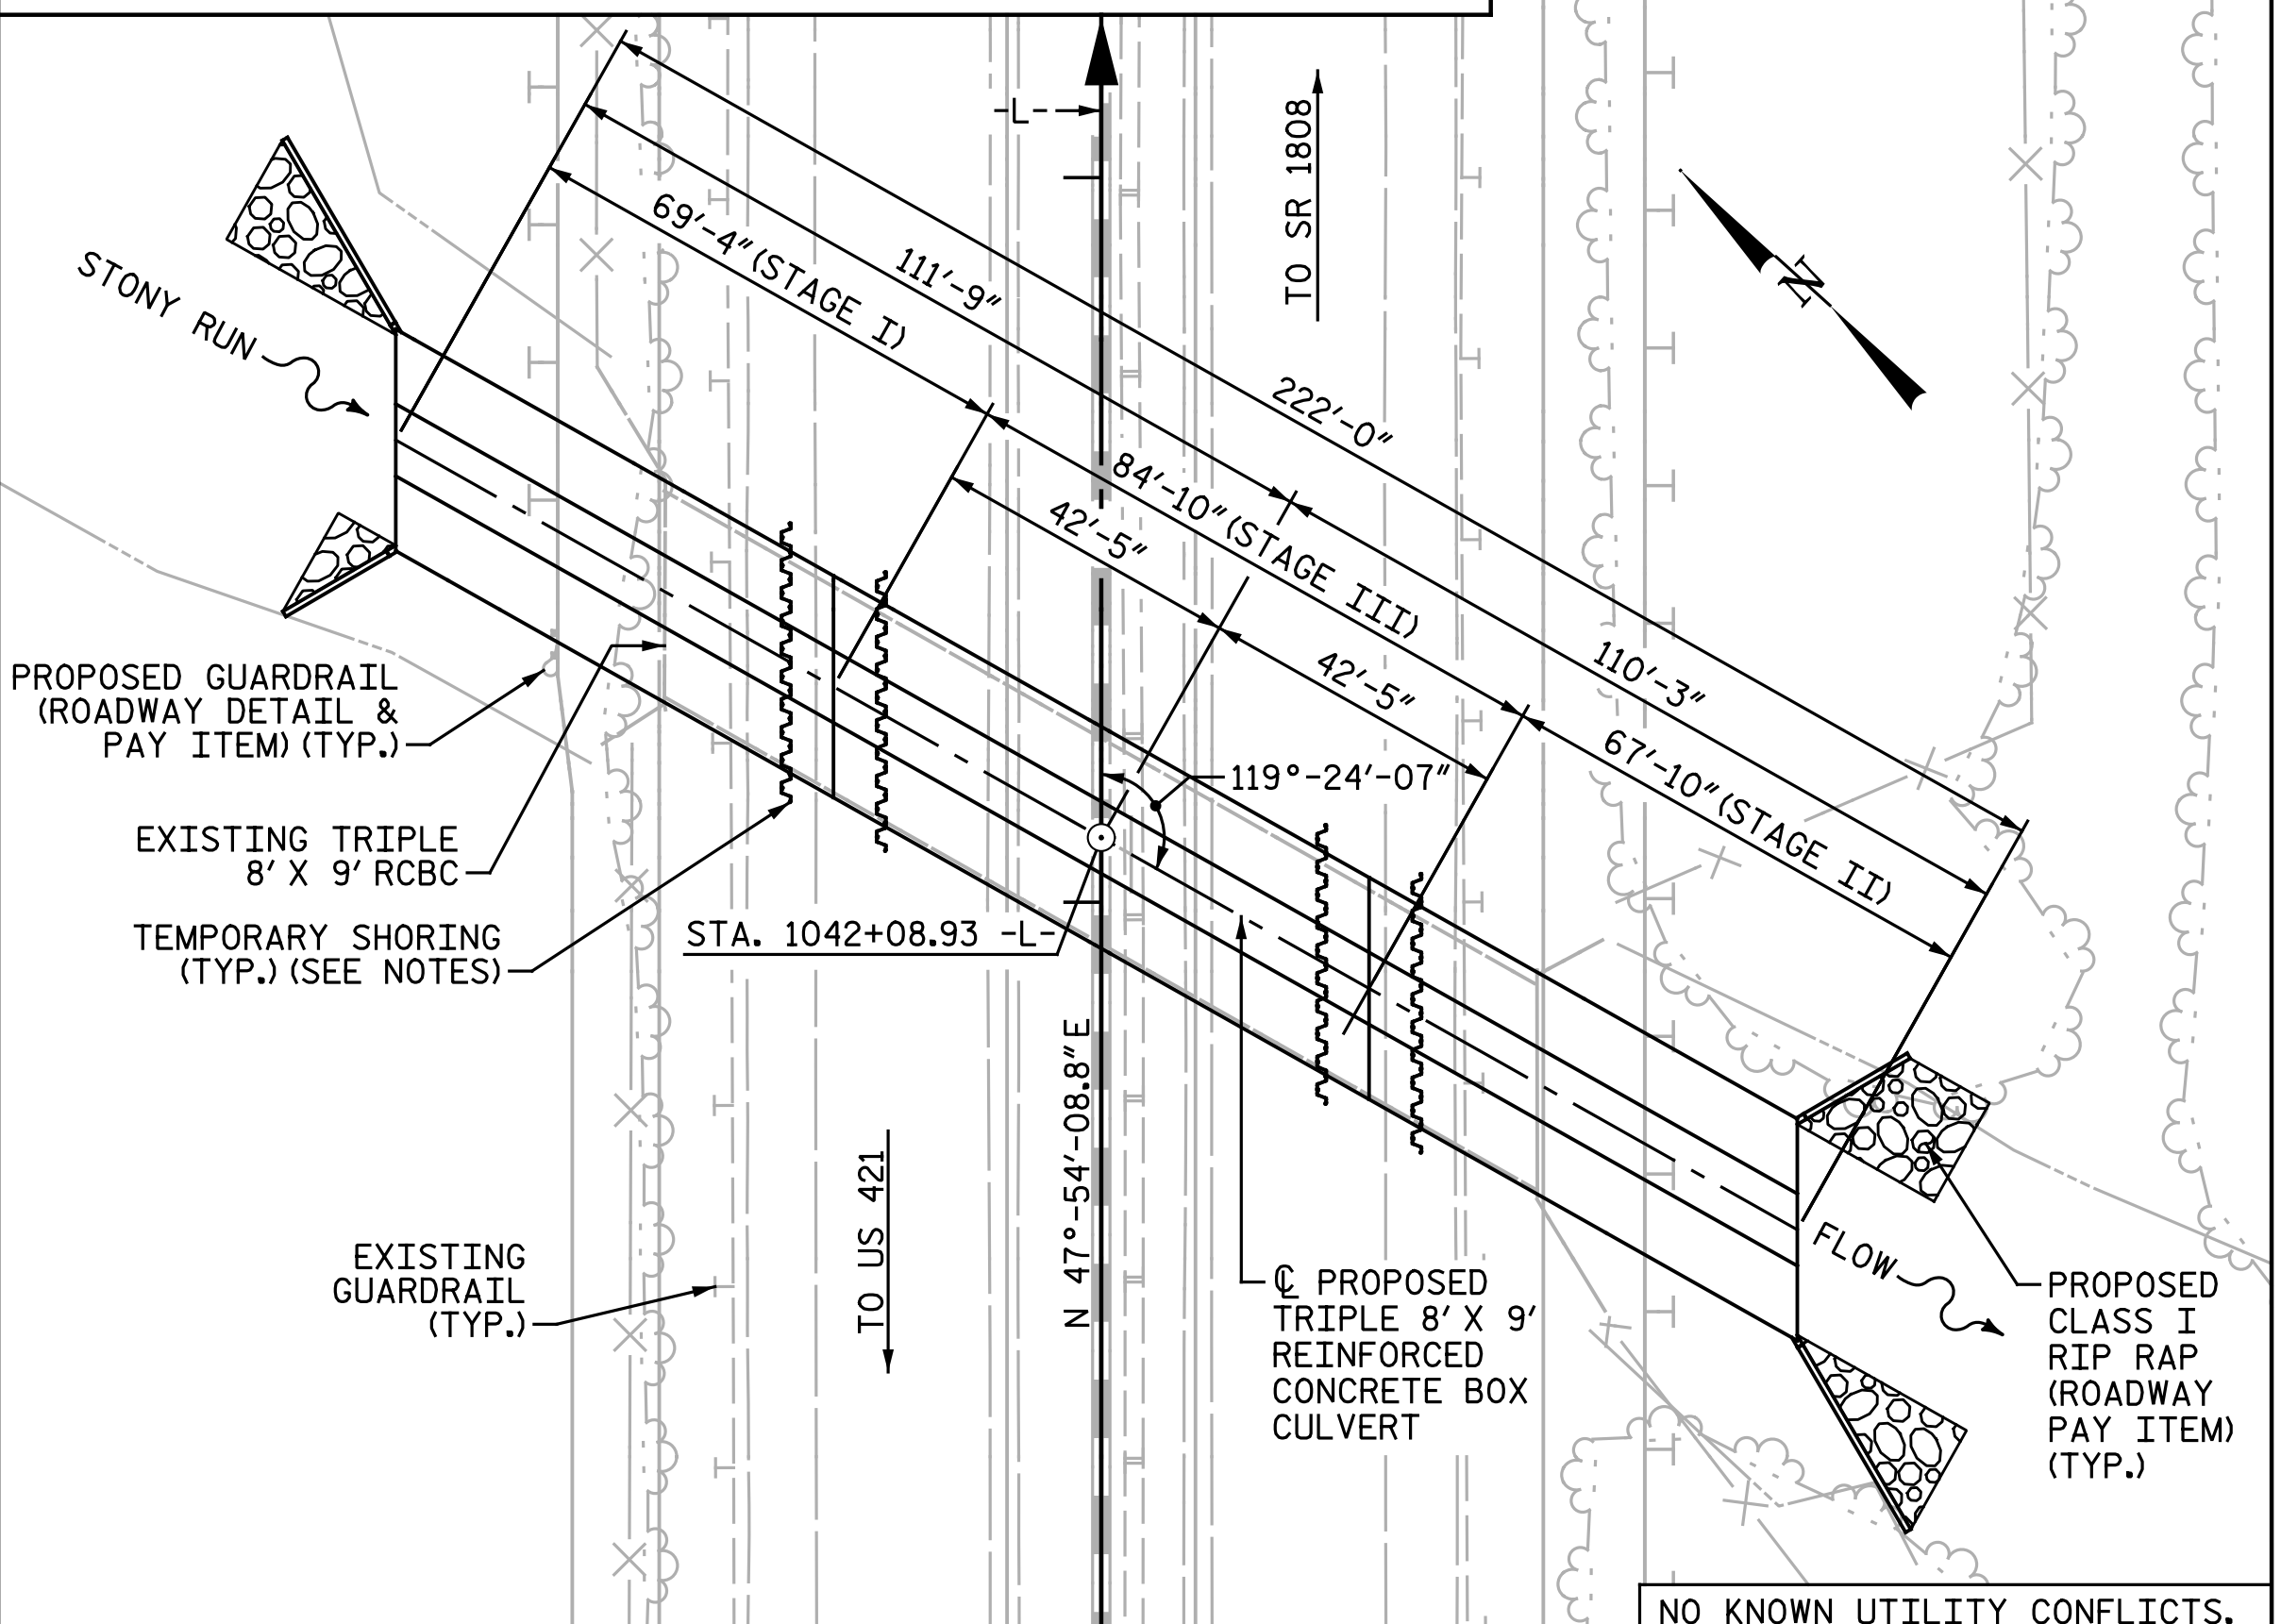 -L-
TO SR 1808
N
69'-4" (STAGE I)
111'-9"
222'-0"
84'-10" (STAGE III)
42'-5"
42'-5"
110'-3"
67'-10" (STAGE II)
STONY RUN
119°-24'-07"
PROPOSED GUARDRAIL
(ROADWAY DETAIL &
PAY ITEM) (TYP.)
EXISTING TRIPLE
8' X 9' RCBC
TEMPORARY SHORING
(TYP.) (SEE NOTES)
STA. 1042+08.93 -L-
N 47°-54'-08.8" E
TO US 421
EXISTING
GUARDRAIL
(TYP.)
℄ PROPOSED
TRIPLE 8' X 9'
REINFORCED
CONCRETE BOX
CULVERT
FLOW
PROPOSED
CLASS I
RIP RAP
(ROADWAY
PAY ITEM)
(TYP.)
NO KNOWN UTILITY CONFLICTS.